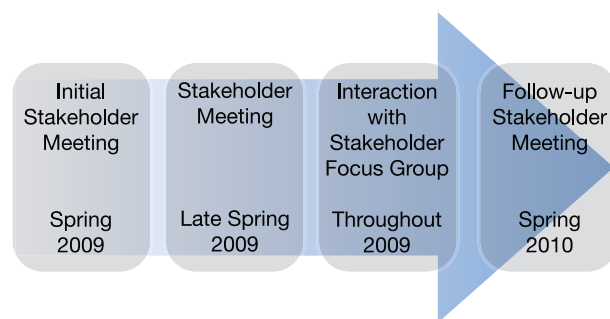 Initial
Stakeholder
Meeting
Spring
2009
Stakeholder
Meeting
Late Spring
2009
Interaction
with
Stakeholder
Focus Group
Throughout
2009
Follow-up
Stakeholder
Meeting
Spring
2010